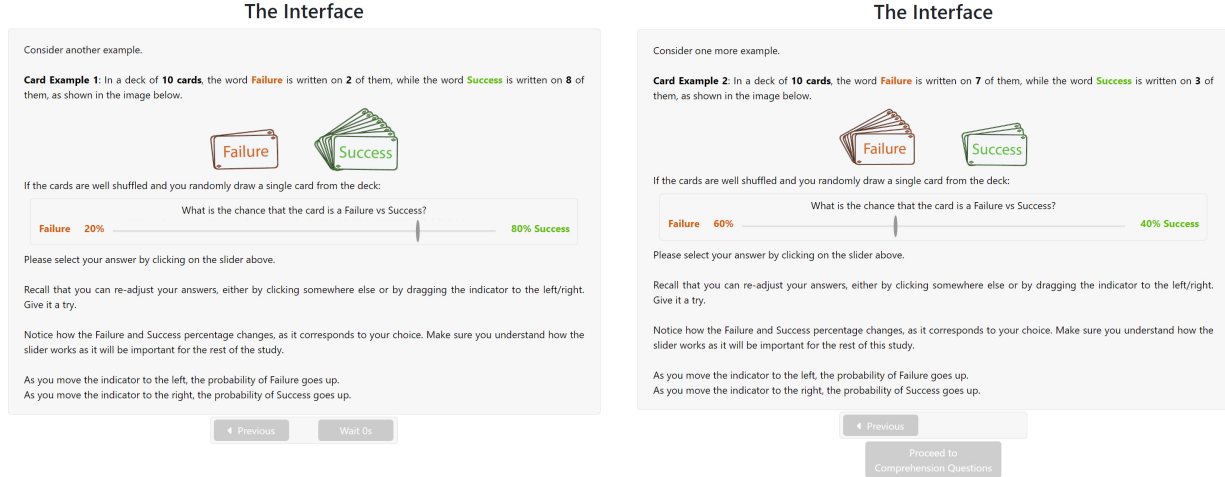 The Interface
Consider another example.
Card Example 1: In a deck of 10 cards, the word Failure is written on 2 of them, while the word Success is written on 8 of
them, as shown in the image below.
Failure
Success
If the cards are well shuffled and you randomly draw a single card from the deck:
What is the chance that the card is a Failure vs Success?
Failure 20%
80% Success
Please select your answer by clicking on the slider above.
Recall that you can re-adjust your answers, either by clicking somewhere else or by dragging the indicator to the left/right.
Give it a try.
Notice how the Failure and Success percentage changes, as it corresponds to your choice. Make sure you understand how the
slider works as it will be important for the rest of the study.
As you move the indicator to the left, the probability of Failure goes up.
As you move the indicator to the right, the probability of Success goes up.
Previous
Wait 0s
The Interface
Consider one more example.
Card Example 2: In a deck of 10 cards, the word Failure is written on 7 of them, while the word Success is written on 3 of
them, as shown in the image below.
Failure
Success
If the cards are well shuffled and you randomly draw a single card from the deck:
What is the chance that the card is a Failure vs Success?
Failure 60%
40% Success
Please select your answer by clicking on the slider above.
Recall that you can re-adjust your answers, either by clicking somewhere else or by dragging the indicator to the left/right.
Give it a try.
Notice how the Failure and Success percentage changes, as it corresponds to your choice. Make sure you understand how the
slider works as it will be important for the rest of this study.
As you move the indicator to the left, the probability of Failure goes up.
As you move the indicator to the right, the probability of Success goes up.
Previous
Proceed to
Comprehension Questions